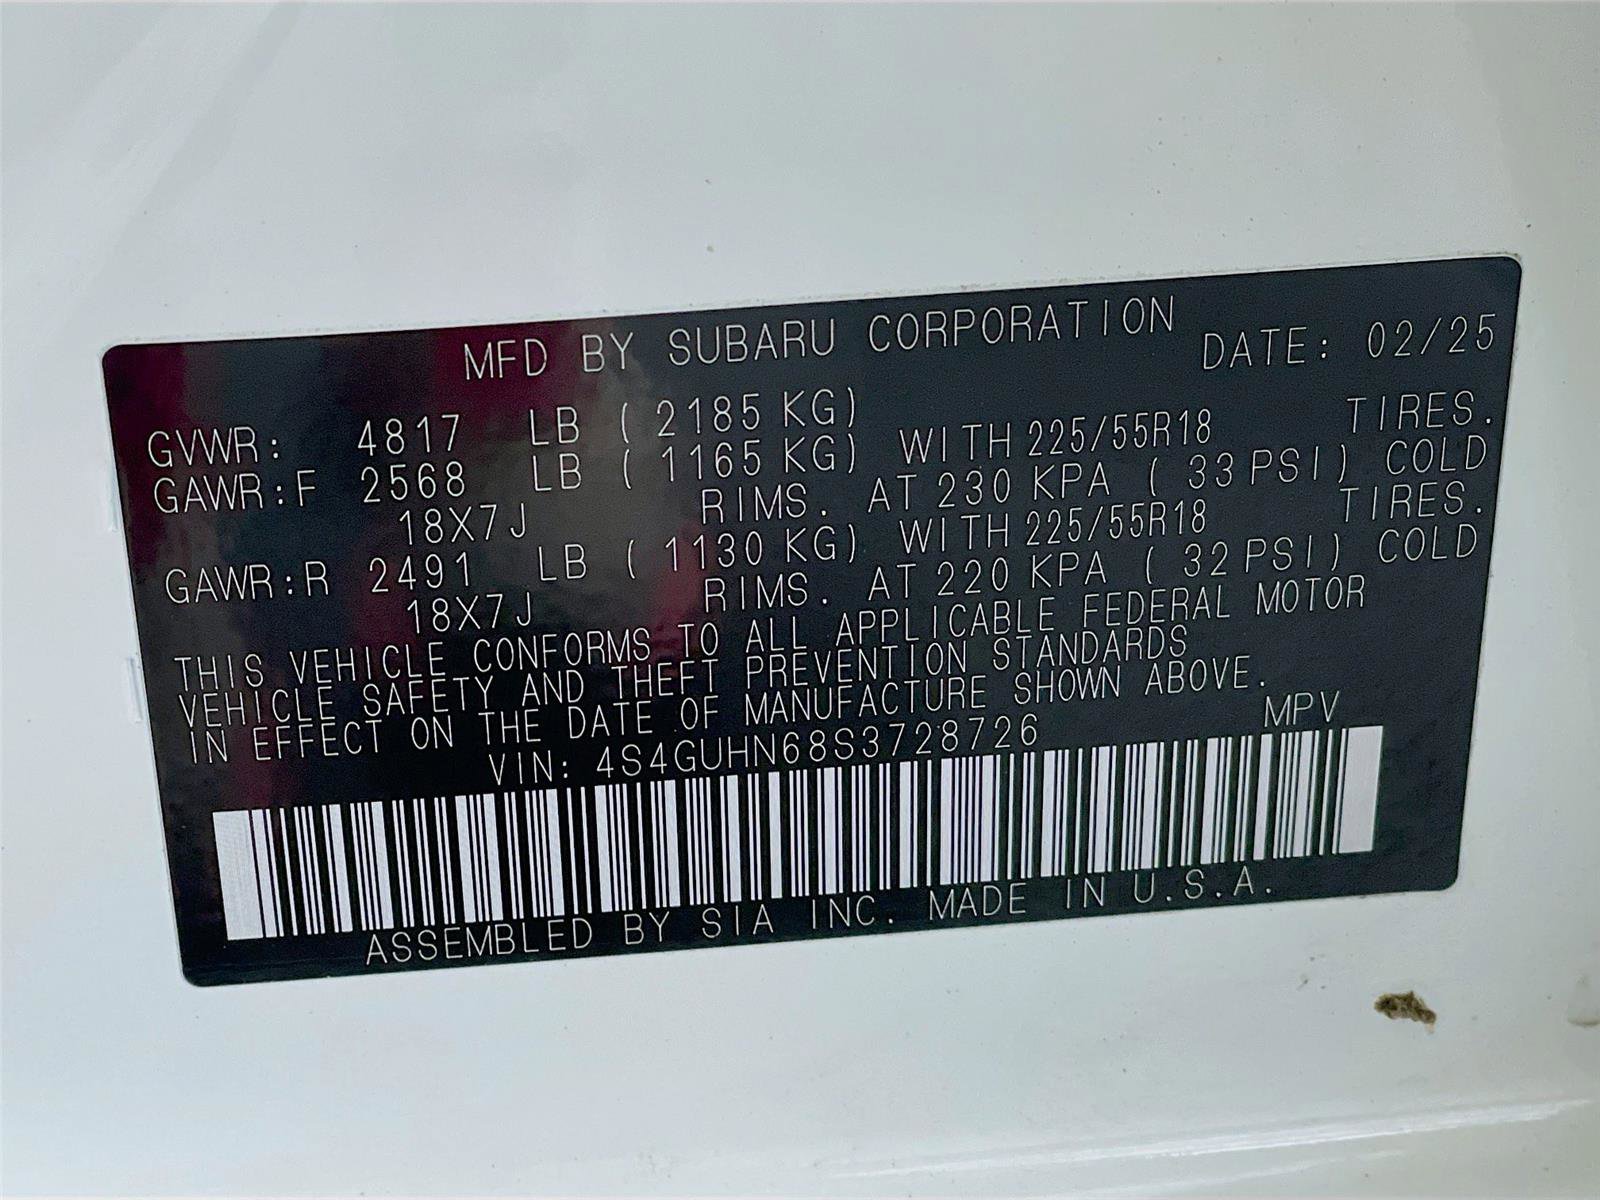 MFD BY SUBARU CORPORATION DATE: 02/25
GVWR: 4817 LB ( 2185 KG)
GAWR:F 2568 LB ( 1165 KG) WITH 225/55R18 TIRES.
18X7J RIMS. AT 230 KPA ( 33 PSI) COLD
GAWR:R 2491 LB ( 1130 KG) WITH 225/55R18 TIRES.
18X7J RIMS. AT 220 KPA ( 32 PSI) COLD
THIS VEHICLE CONFORMS TO ALL APPLICABLE FEDERAL MOTOR
VEHICLE SAFETY AND THEFT PREVENTION STANDARDS
IN EFFECT ON THE DATE OF MANUFACTURE SHOWN ABOVE.
VIN: 4S4GUHN68S3728726 MPV
ASSEMBLED BY SIA INC. MADE IN U.S.A.